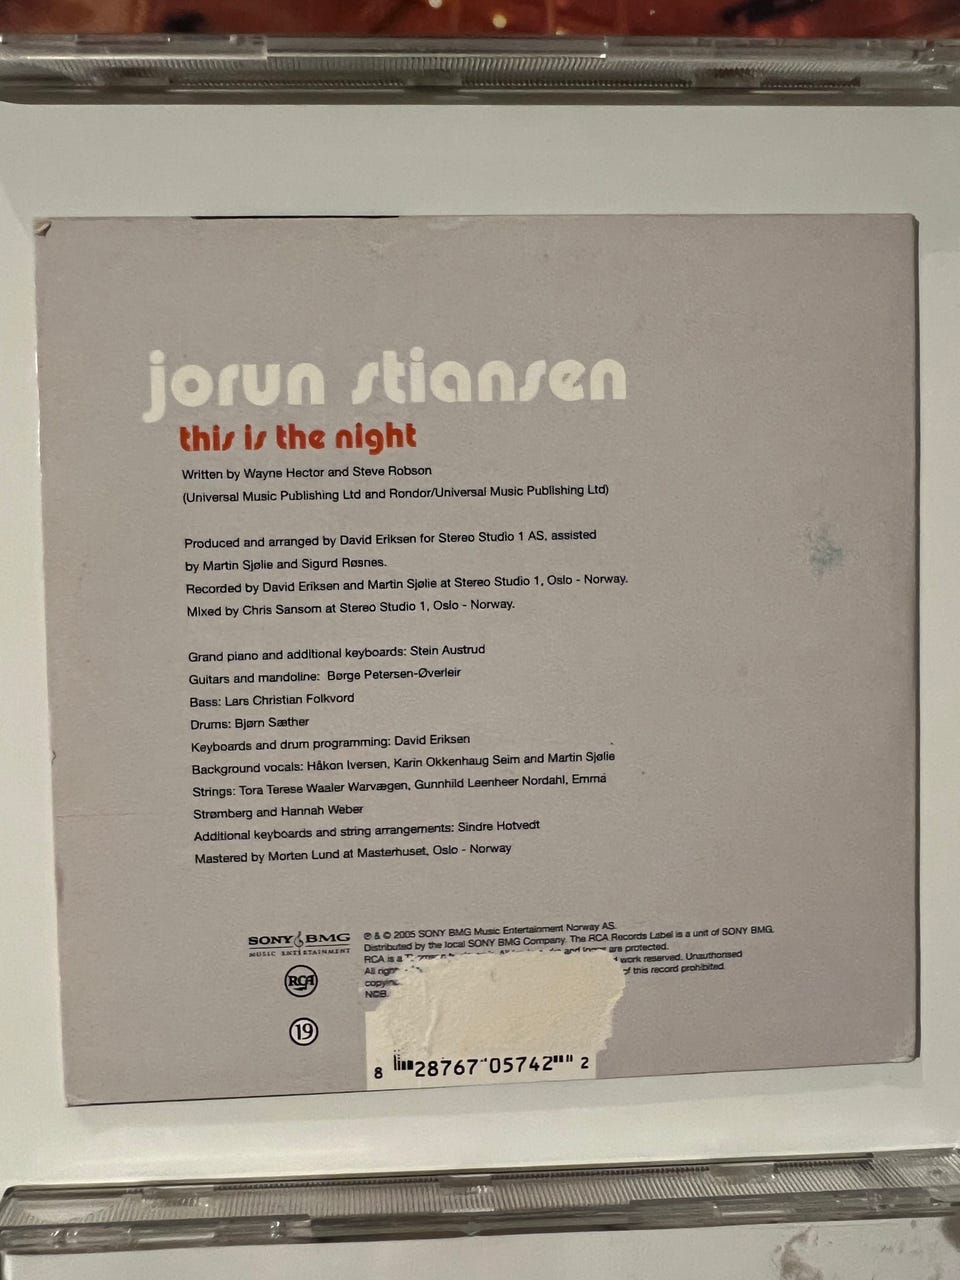 jorun stiansen
this is the night
Written by Wayne Hector and Steve Robson
(Universal Music Publishing Ltd and Rondor/Universal Music Publishing Ltd)
Produced and arranged by David Eriksen for Stereo Studio 1 AS, assisted
by Martin Sjølie and Sigurd Røsnes.
Recorded by David Eriksen and Martin Sjølie at Stereo Studio 1, Oslo - Norway.
Mixed by Chris Sansom at Stereo Studio 1, Oslo - Norway.
Grand piano and additional keyboards: Stein Austrud
Guitars and mandoline: Børge Petersen-Øverleir
Bass: Lars Christian Folkvord
Drums: Bjørn Sæther
Keyboards and drum programming: David Eriksen
Background vocals: Håkon Iversen, Karin Okkenhaug Seim and Martin Sjølie
Strings: Tora Terese Waaler Warvægen, Gunnhild Leenheer Nordahl, Emma
Strømberg and Hannah Weber
Additional keyboards and string arrangements: Sindre Hotvedt
Mastered by Morten Lund at Masterhuset, Oslo - Norway
SONY BMG
MUSIC ENTERTAINMENT
RCA
19
℗ & © 2005 SONY BMG Music Entertainment Norway AS.
Distributed by the local SONY BMG Company. The RCA Records Label is a unit of SONY BMG.
RCA is a and are protected.
All work reserved. Unauthorised
of this record prohibited.
NCB.
8 28767 05742 2